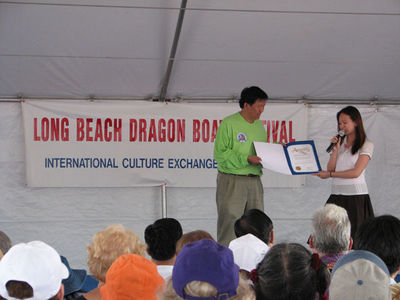 LONG BEACH DRAGON BOAT FESTIVAL
INTERNATIONAL CULTURE EXCHANGE